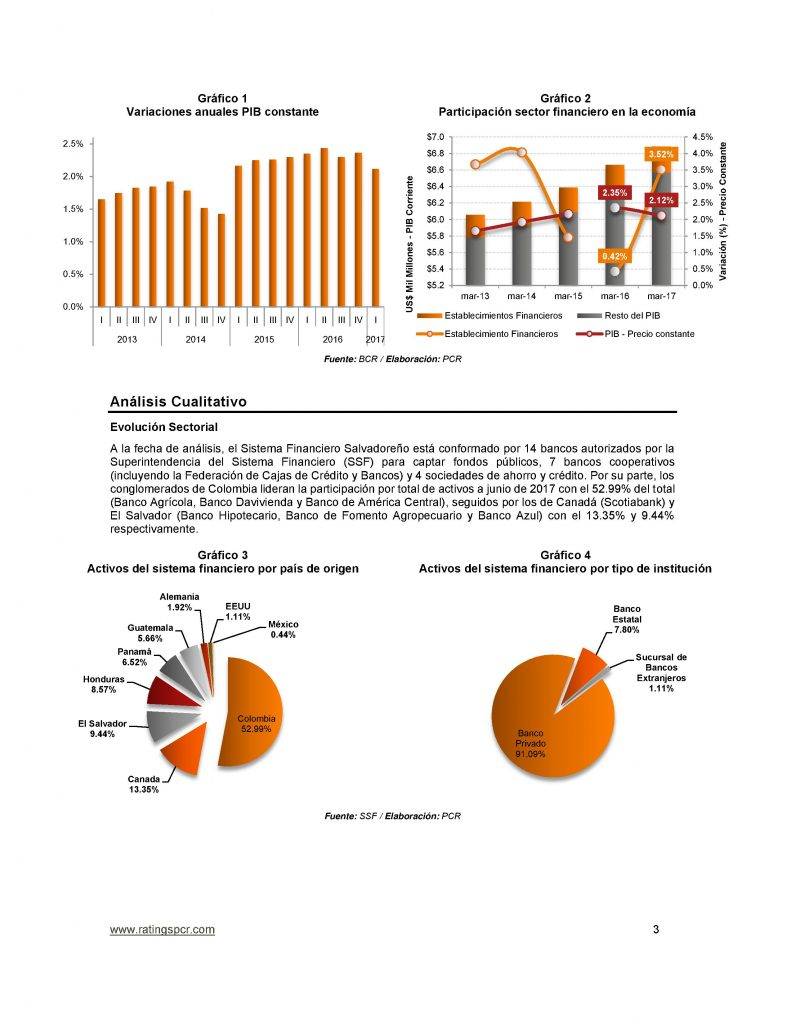 Gráfico 1
Variaciones anuales PIB constante
2.5%
2.0%
1.5%
1.0%
0.5%
0.0%
I II III IV I II III IV I II III IV I II III IV I
2013 2014 2015 2016 2017
Gráfico 2
Participación sector financiero en la economía
US$ Mil Millones - PIB Corriente
$7.0
$6.8
$6.6
$6.4
$6.2
$6.0
$5.8
$5.6
$5.4
$5.2
4.5%
4.0%
3.5%
3.0%
2.5%
2.0%
1.5%
1.0%
0.5%
0.0%
Variación (%) - Precio Constante
3.52%
2.35%
2.12%
0.42%
mar-13 mar-14 mar-15 mar-16 mar-17
Establecimientos Financieros Resto del PIB
Establecimiento Financieros PIB - Precio constante
Fuente: BCR / Elaboración: PCR
Análisis Cualitativo
Evolución Sectorial
A la fecha de análisis, el Sistema Financiero Salvadoreño está conformado por 14 bancos autorizados por la
Superintendencia del Sistema Financiero (SSF) para captar fondos públicos, 7 bancos cooperativos
(incluyendo la Federación de Cajas de Crédito y Bancos) y 4 sociedades de ahorro y crédito. Por su parte, los
conglomerados de Colombia lideran la participación por total de activos a junio de 2017 con el 52.99% del total
(Banco Agrícola, Banco Davivienda y Banco de América Central), seguidos por los de Canadá (Scotiabank) y
El Salvador (Banco Hipotecario, Banco de Fomento Agropecuario y Banco Azul) con el 13.35% y 9.44%
respectivamente.
Gráfico 3
Activos del sistema financiero por país de origen
Alemania
1.92%
EEUU
1.11%
México
0.44%
Guatemala
5.66%
Panamá
6.52%
Honduras
8.57%
El Salvador
9.44%
Canada
13.35%
Colombia
52.99%
Gráfico 4
Activos del sistema financiero por tipo de institución
Banco
Estatal
7.80%
Sucursal de
Bancos
Extranjeros
1.11%
Banco
Privado
91.09%
Fuente: SSF / Elaboración: PCR
www.ratingspcr.com 3